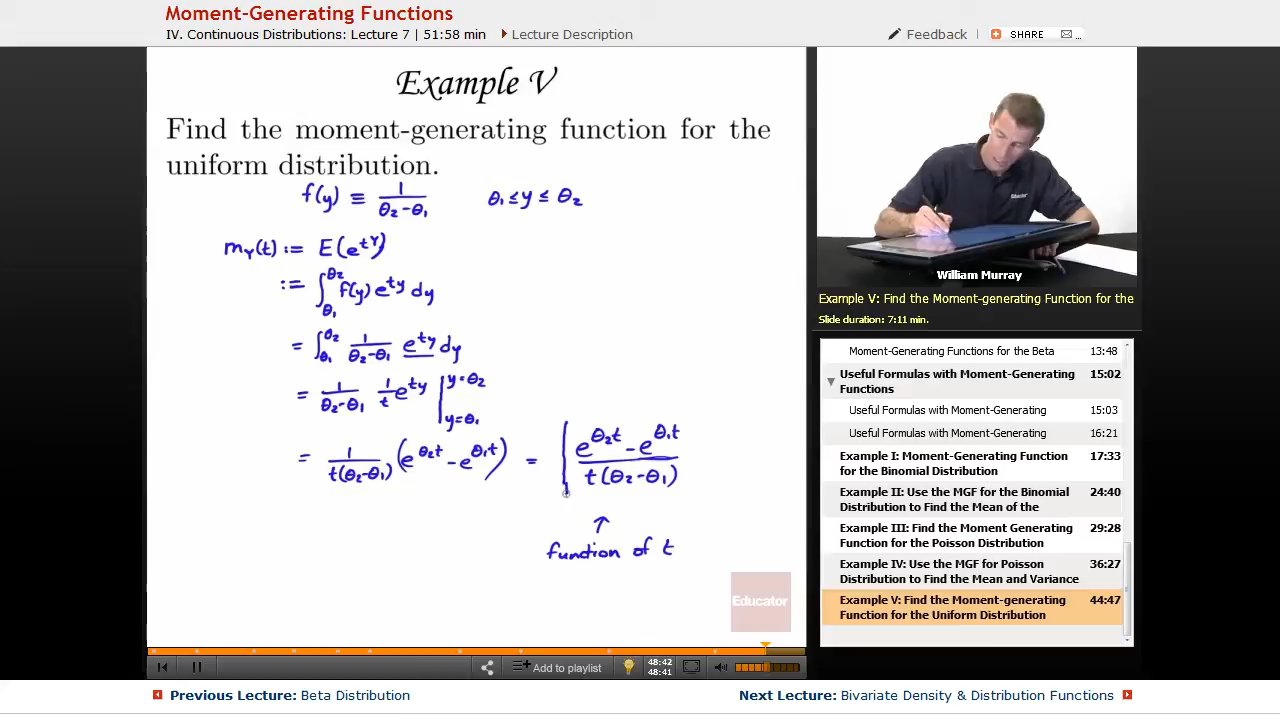 Moment-Generating Functions
IV. Continuous Distributions: Lecture 7 | 51:58 min
Lecture Description
Feedback
SHARE
Example V
Find the moment-generating function for the
uniform distribution.
f(y) ≡ 1/(θ₂-θ₁) θ₁ ≤ y ≤ θ₂
m_Y(t) := E(e^{tY})
:= ∫_{θ₁}^{θ₂} f(y) e^{ty} dy
= ∫_{θ₁}^{θ₂} 1/(θ₂-θ₁) e^{ty} dy
= 1/(θ₂-θ₁) 1/t e^{ty} |_{y=θ₁}^{y=θ₂}
= 1/(t(θ₂-θ₁)) (e^{θ₂t} - e^{θ₁t}) = (e^{θ₂t} - e^{θ₁t})/(t(θ₂-θ₁))
↑
function of t
Educator
Educator
William Murray
Example V: Find the Moment-generating Function for the
Slide duration: 7:11 min.
Moment-Generating Functions for the Beta 13:48
Useful Formulas with Moment-Generating 15:02
Functions
Useful Formulas with Moment-Generating 15:03
Useful Formulas with Moment-Generating 16:21
Example I: Moment-Generating Function 17:33
for the Binomial Distribution
Example II: Use the MGF for the Binomial 24:40
Distribution to Find the Mean of the
Example III: Find the Moment Generating 29:28
Function for the Poisson Distribution
Example IV: Use the MGF for Poisson 36:27
Distribution to Find the Mean and Variance
Example V: Find the Moment-generating 44:47
Function for the Uniform Distribution
Add to playlist
48:42
48:41
Previous Lecture: Beta Distribution
Next Lecture: Bivariate Density & Distribution Functions